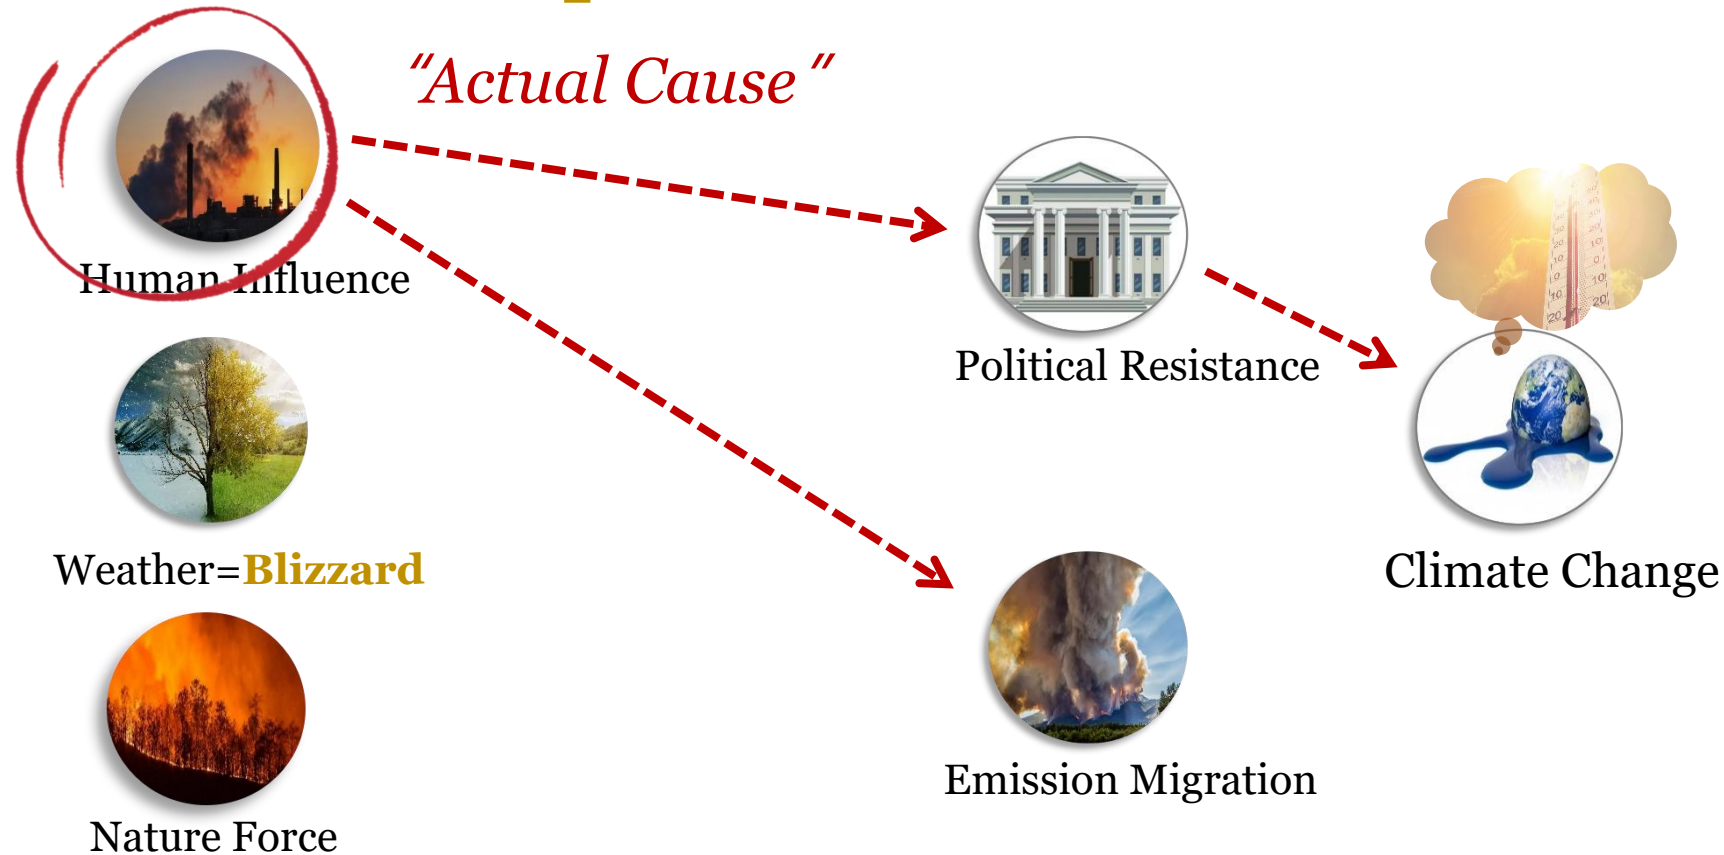 "Actual Cause"
Human Influence
Political Resistance
Weather=Blizzard
Climate Change
Emission Migration
Nature Force